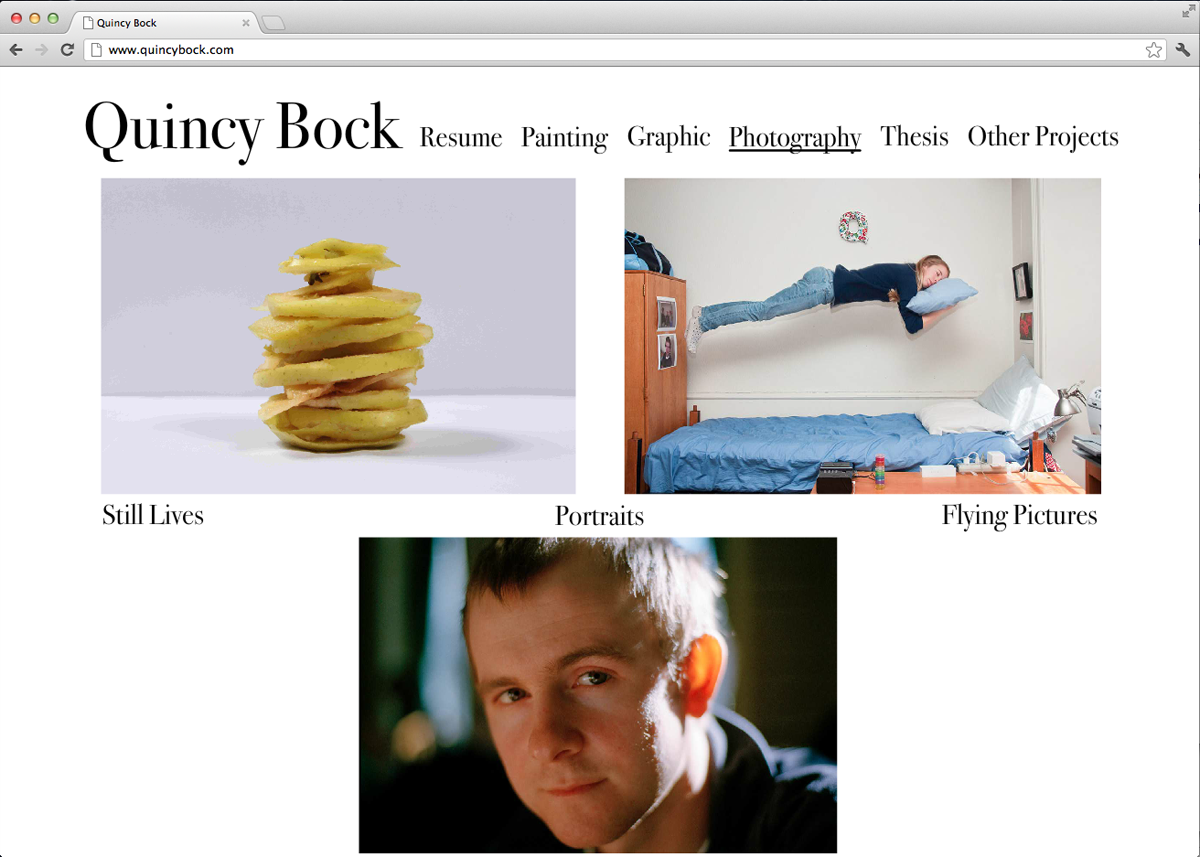 Quincy Bock
www.quincybock.com
Quincy Bock Resume Painting Graphic Photography Thesis Other Projects
Q
Still Lives Portraits Flying Pictures